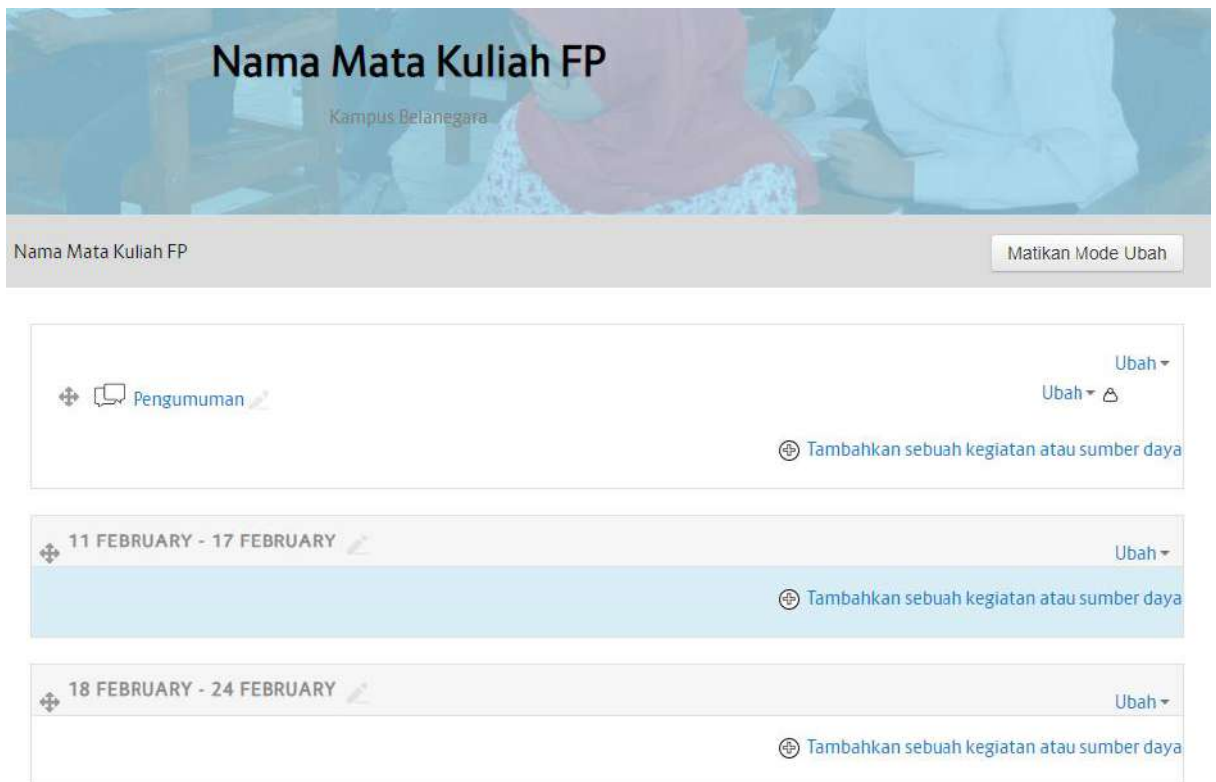 Nama Mata Kuliah FP
Kampus Belanegara
Nama Mata Kuliah FP
Matikan Mode Ubah
Ubah
Pengumuman
Ubah
Tambahkan sebuah kegiatan atau sumber daya
11 FEBRUARY - 17 FEBRUARY
Ubah
Tambahkan sebuah kegiatan atau sumber daya
18 FEBRUARY - 24 FEBRUARY
Ubah
Tambahkan sebuah kegiatan atau sumber daya